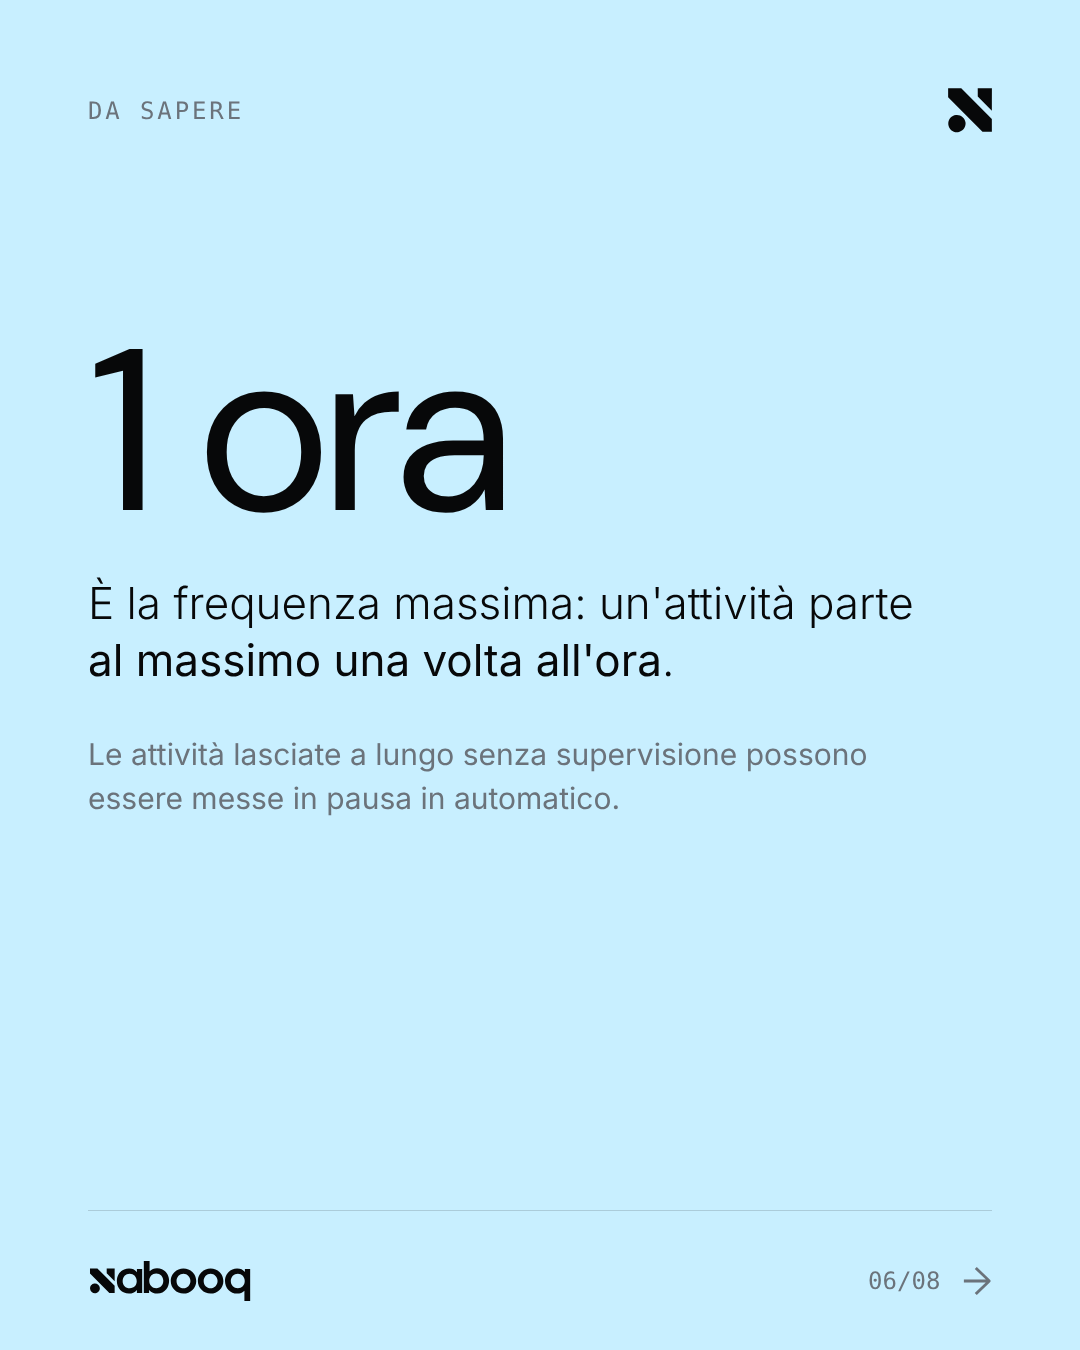 DA SAPERE
1 ora
È la frequenza massima: un'attività parte
al massimo una volta all'ora.
Le attività lasciate a lungo senza supervisione possono
essere messe in pausa in automatico.
nabooq
06/08